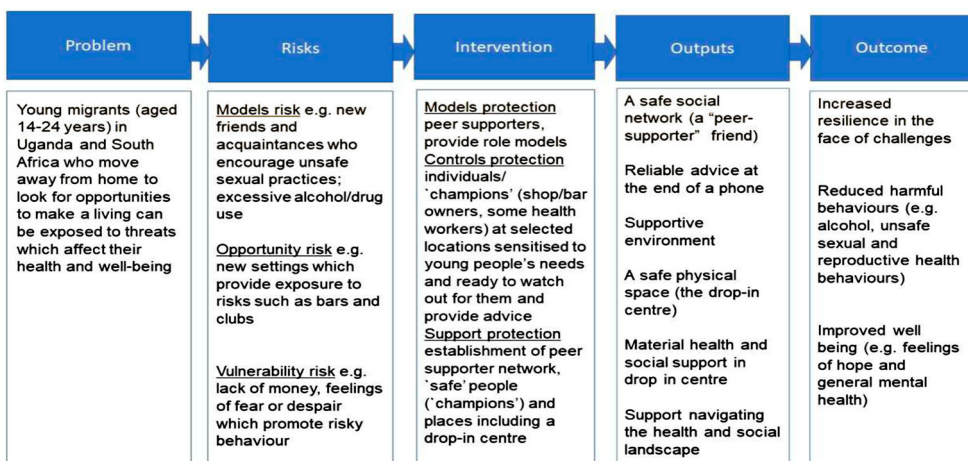 Problem
Risks
Intervention
Outputs
Outcome
Young migrants (aged
14-24 years) in
Uganda and South
Africa who move
away from home to
look for opportunities
to make a living can
be exposed to threats
which affect their
health and well-being
Models risk e.g. new
friends and
acquaintances who
encourage unsafe
sexual practices;
excessive alcohol/drug
use
Opportunity risk e.g.
new settings which
provide exposure to
risks such as bars and
clubs
Vulnerability risk e.g.
lack of money, feelings
of fear or despair
which promote risky
behaviour
Models protection
peer supporters,
provide role models
Controls protection
individuals/
`champions' (shop/bar
owners, some health
workers) at selected
locations sensitised to
young people's needs
and ready to watch
out for them and
provide advice
Support protection
establishment of peer
supporter network,
`safe' people
(`champions') and
places including a
drop-in centre
A safe social
network (a “peer-
supporter” friend)
Reliable advice at
the end of a phone
Supportive
environment
A safe physical
space (the drop-in
centre)
Material health and
social support in
drop in centre
Support navigating
the health and social
landscape
Increased
resilience in the
face of challenges
Reduced harmful
behaviours (e.g.
alcohol, unsafe
sexual and
reproductive health
behaviours)
Improved well
being (e.g. feelings
of hope and
general mental
health)